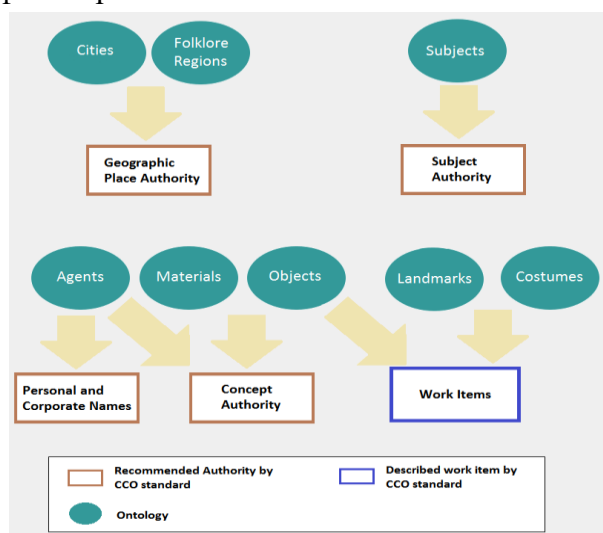 Cities
Folklore
Regions
Subjects
Geographic
Place Authority
Subject
Authority
Agents
Materials
Objects
Landmarks
Costumes
Personal and
Corporate Names
Concept
Authority
Work Items
Recommended Authority by
CCO standard
Described work item by
CCO standard
Ontology